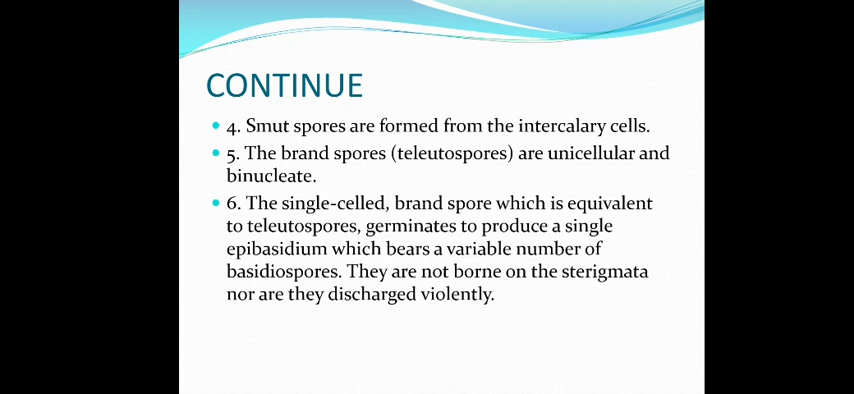 CONTINUE
4. Smut spores are formed from the intercalary cells.
5. The brand spores (teleutospores) are unicellular and
binucleate.
6. The single-celled, brand spore which is equivalent
to teleutospores, germinates to produce a single
epibasidium which bears a variable number of
basidiospores. They are not borne on the sterigmata
nor are they discharged violently.